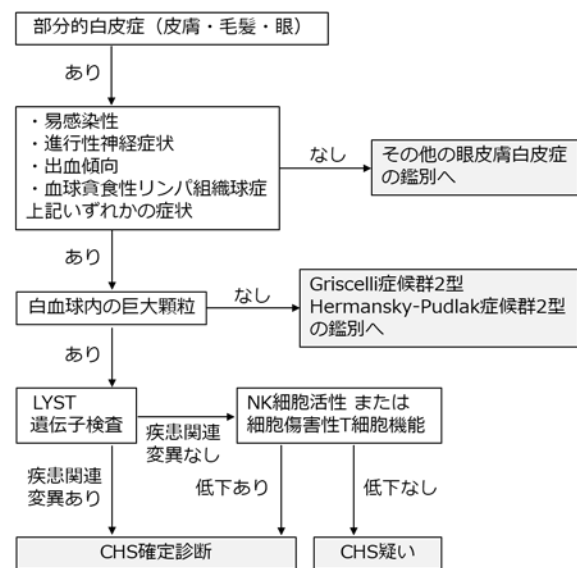 部分的白皮症（皮膚・毛髪・眼）
あり
・易感染性
・進行性神経症状
・出血傾向
・血球貪食性リンパ組織球症
上記いずれかの症状
なし
その他の眼皮膚白皮症
の鑑別へ
あり
白血球内の巨大顆粒
なし
Griscelli症候群2型
Hermansky-Pudlak症候群2型
の鑑別へ
あり
LYST
遺伝子検査
疾患関連
変異なし
NK細胞活性 または
細胞傷害性T細胞機能
疾患関連
変異あり
低下あり
低下なし
CHS確定診断
CHS疑い